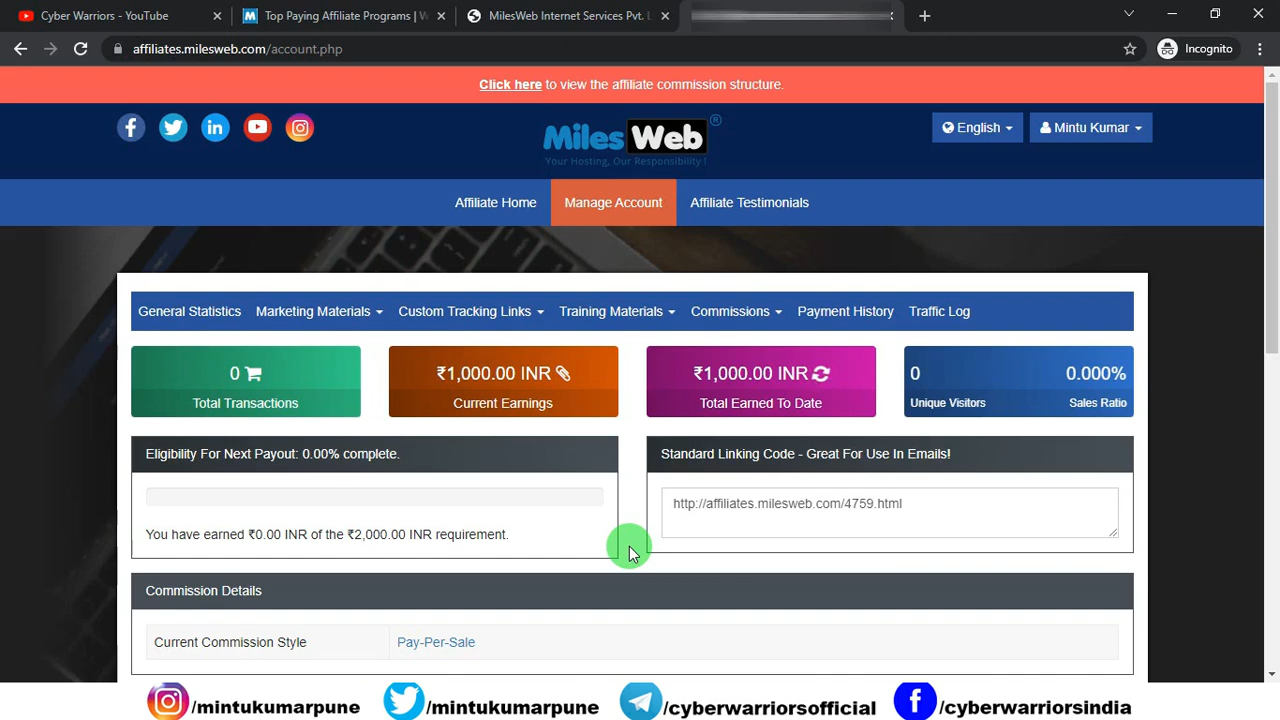 Cyber Warriors - YouTube
Top Paying Affiliate Programs | W
MilesWeb Internet Services Pvt. L
affiliates.milesweb.com/account.php
Incognito
Click here to view the affiliate commission structure.
Miles Web ®
Your Hosting, Our Responsibility!
English
Mintu Kumar
Affiliate Home
Manage Account
Affiliate Testimonials
General Statistics
Marketing Materials
Custom Tracking Links
Training Materials
Commissions
Payment History
Traffic Log
0
Total Transactions
₹1,000.00 INR
Current Earnings
₹1,000.00 INR
Total Earned To Date
0 0.000%
Unique Visitors Sales Ratio
Eligibility For Next Payout: 0.00% complete.
You have earned ₹0.00 INR of the ₹2,000.00 INR requirement.
Standard Linking Code - Great For Use In Emails!
http://affiliates.milesweb.com/4759.html
Commission Details
Current Commission Style
Pay-Per-Sale
/mintukumarpune
/mintukumarpune
/cyberwarriorsofficial
/cyberwarriorsindia